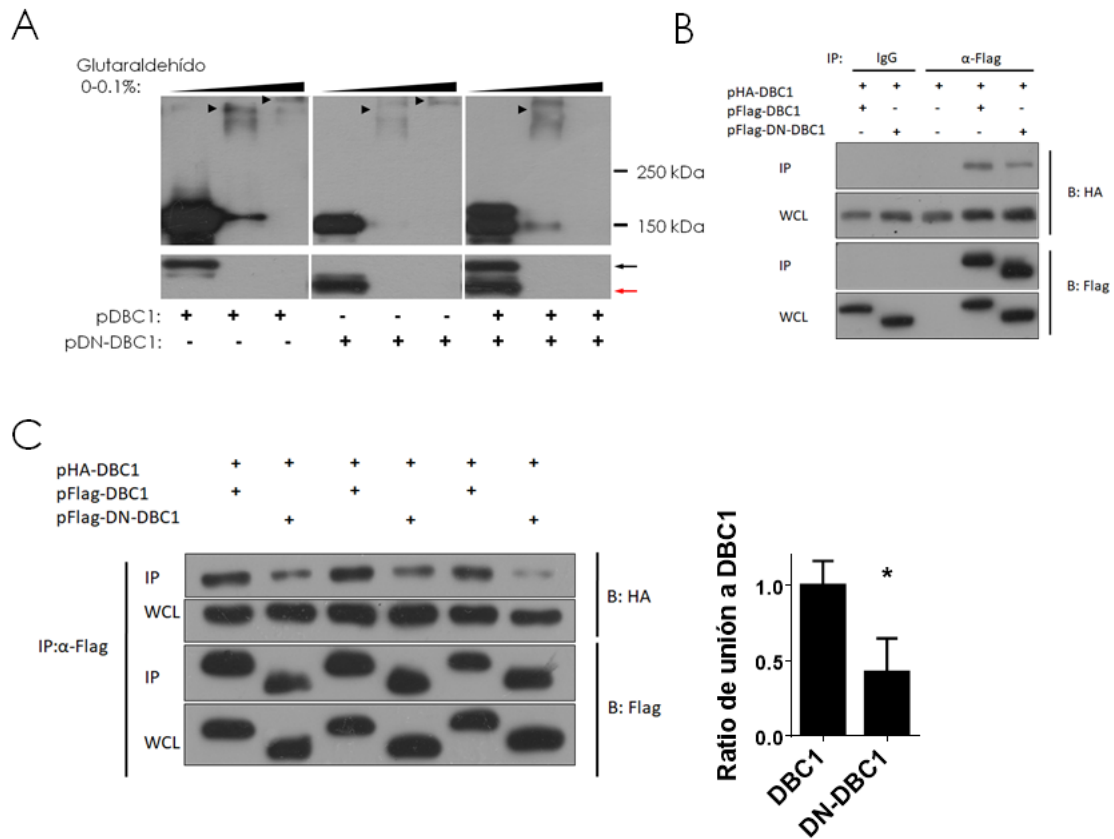 A
Glutaraldehído
0-0.1%:
250 kDa
150 kDa
pDBC1: + + + - - - + + +
pDN-DBC1: - - - + + + + + +
B
IP: IgG α-Flag
pHA-DBC1 + + + + +
pFlag-DBC1 + - - + -
pFlag-DN-DBC1 - + - - +
IP
WCL
B: HA
IP
WCL
B: Flag
C
pHA-DBC1 + + + + + +
pFlag-DBC1 + + +
pFlag-DN-DBC1 + + +
IP:α-Flag
IP
WCL
B: HA
IP
WCL
B: Flag
Ratio de unión a DBC1
1.0
0.5
0.0
*
DBC1
DN-DBC1